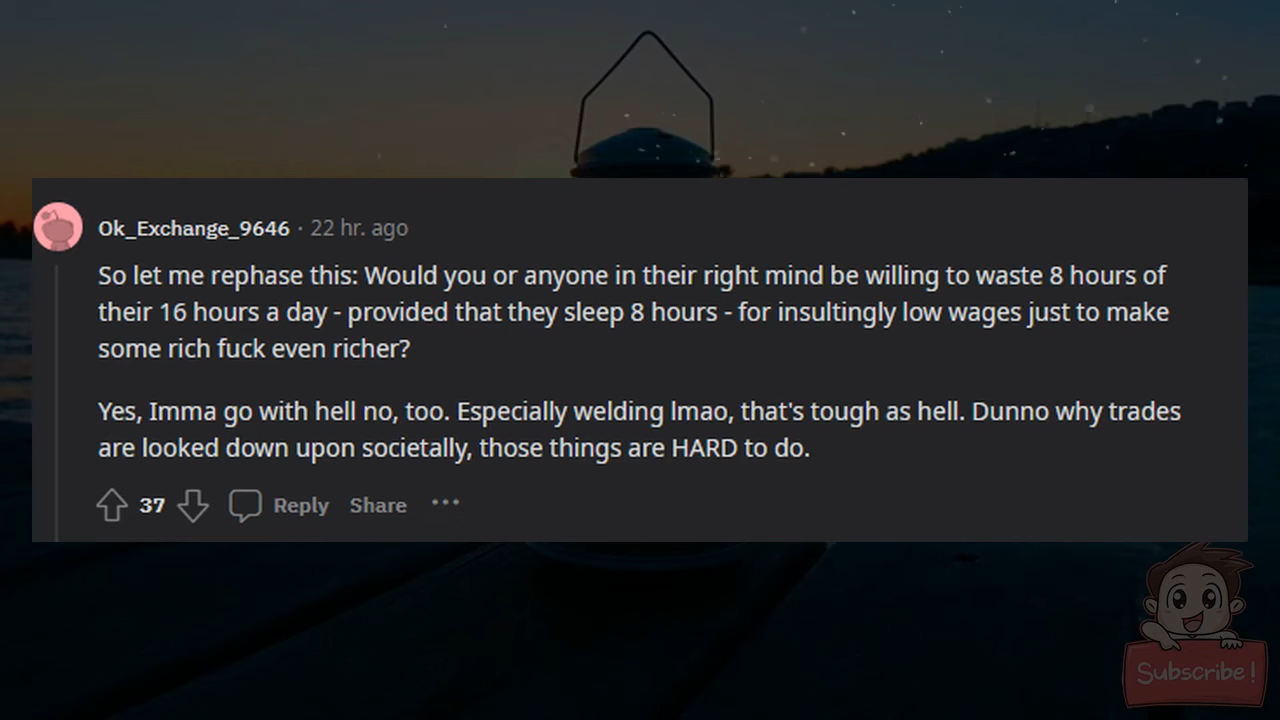 Ok_Exchange_9646 · 22 hr. ago
So let me rephase this: Would you or anyone in their right mind be willing to waste 8 hours of
their 16 hours a day - provided that they sleep 8 hours - for insultingly low wages just to make
some rich fuck even richer?
Yes, Imma go with hell no, too. Especially welding lmao, that's tough as hell. Dunno why trades
are looked down upon societally, those things are HARD to do.
37 Reply Share ···
Subscribe!